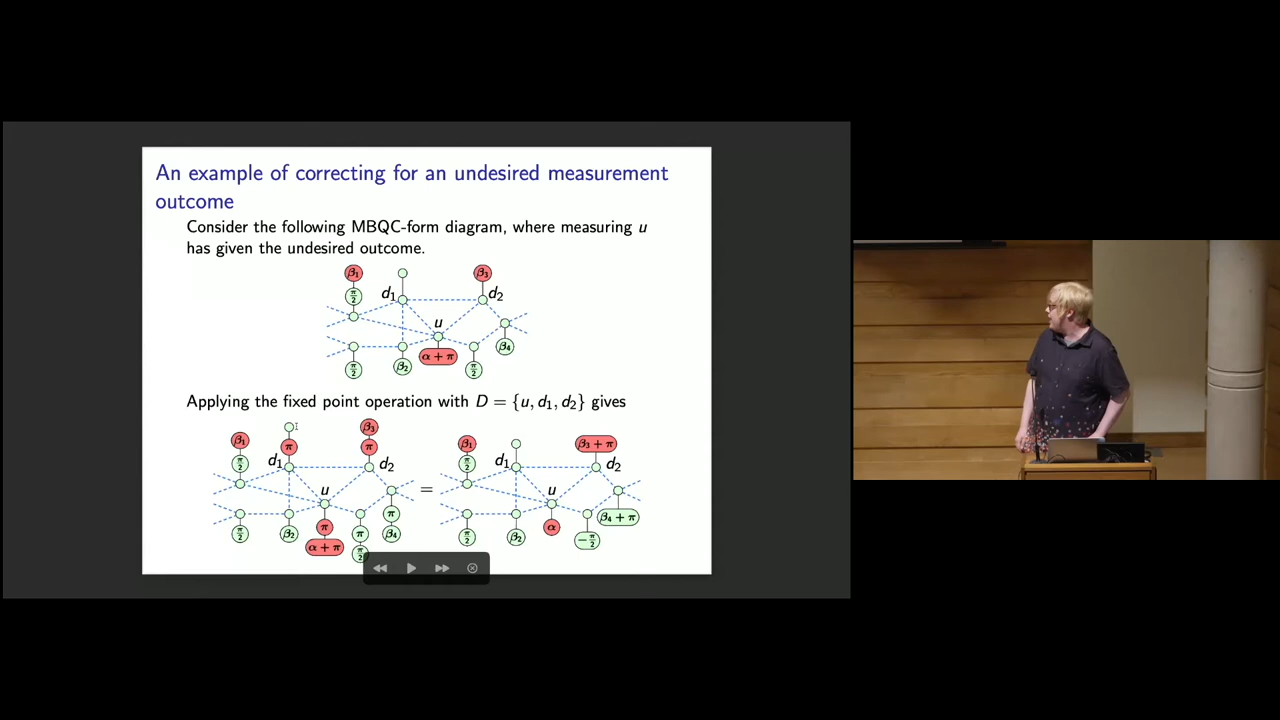 An example of correcting for an undesired measurement
outcome
Consider the following MBQC-form diagram, where measuring u
has given the undesired outcome.
β₁ β₃
π/2 d₁ d₂
u
β₄
π/2 β₂ α + π π/2
Applying the fixed point operation with D = {u, d₁, d₂} gives
β₁ π/2 d₁ π β₃ π d₂ u π/2 β₂ π α + π π π/2 π β₄ = β₁ π/2 d₁ β₃ + π d₂ u π/2 β₂ α −π/2 β₄ + π